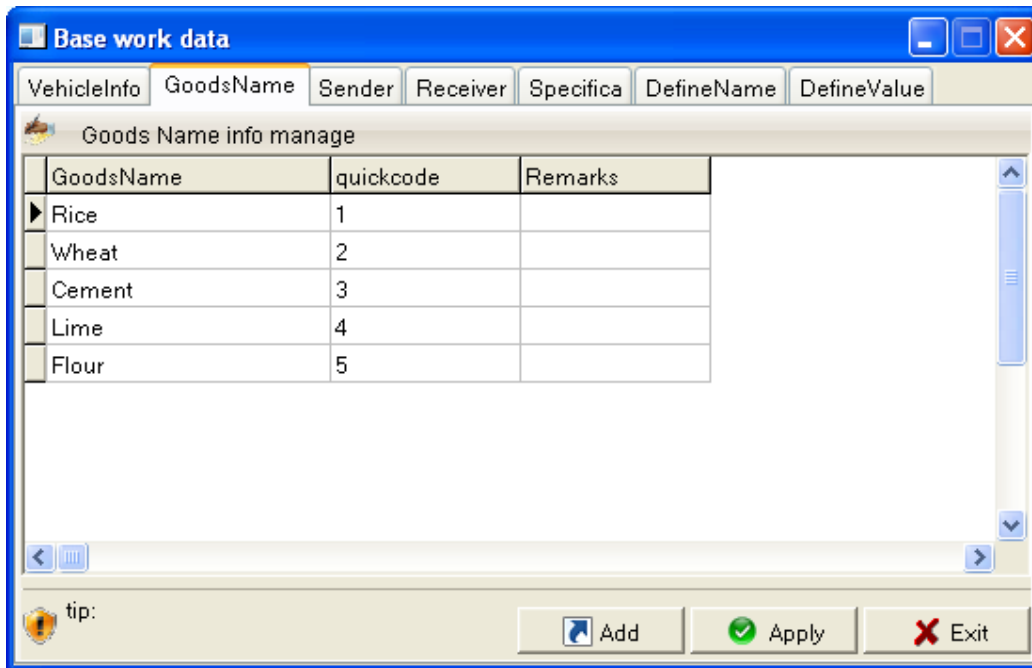 Base work data
VehicleInfo GoodsName Sender Receiver Specifica DefineName DefineValue
Goods Name info manage
GoodsName quickcode Remarks
Rice 1
Wheat 2
Cement 3
Lime 4
Flour 5
tip:
Add Apply Exit